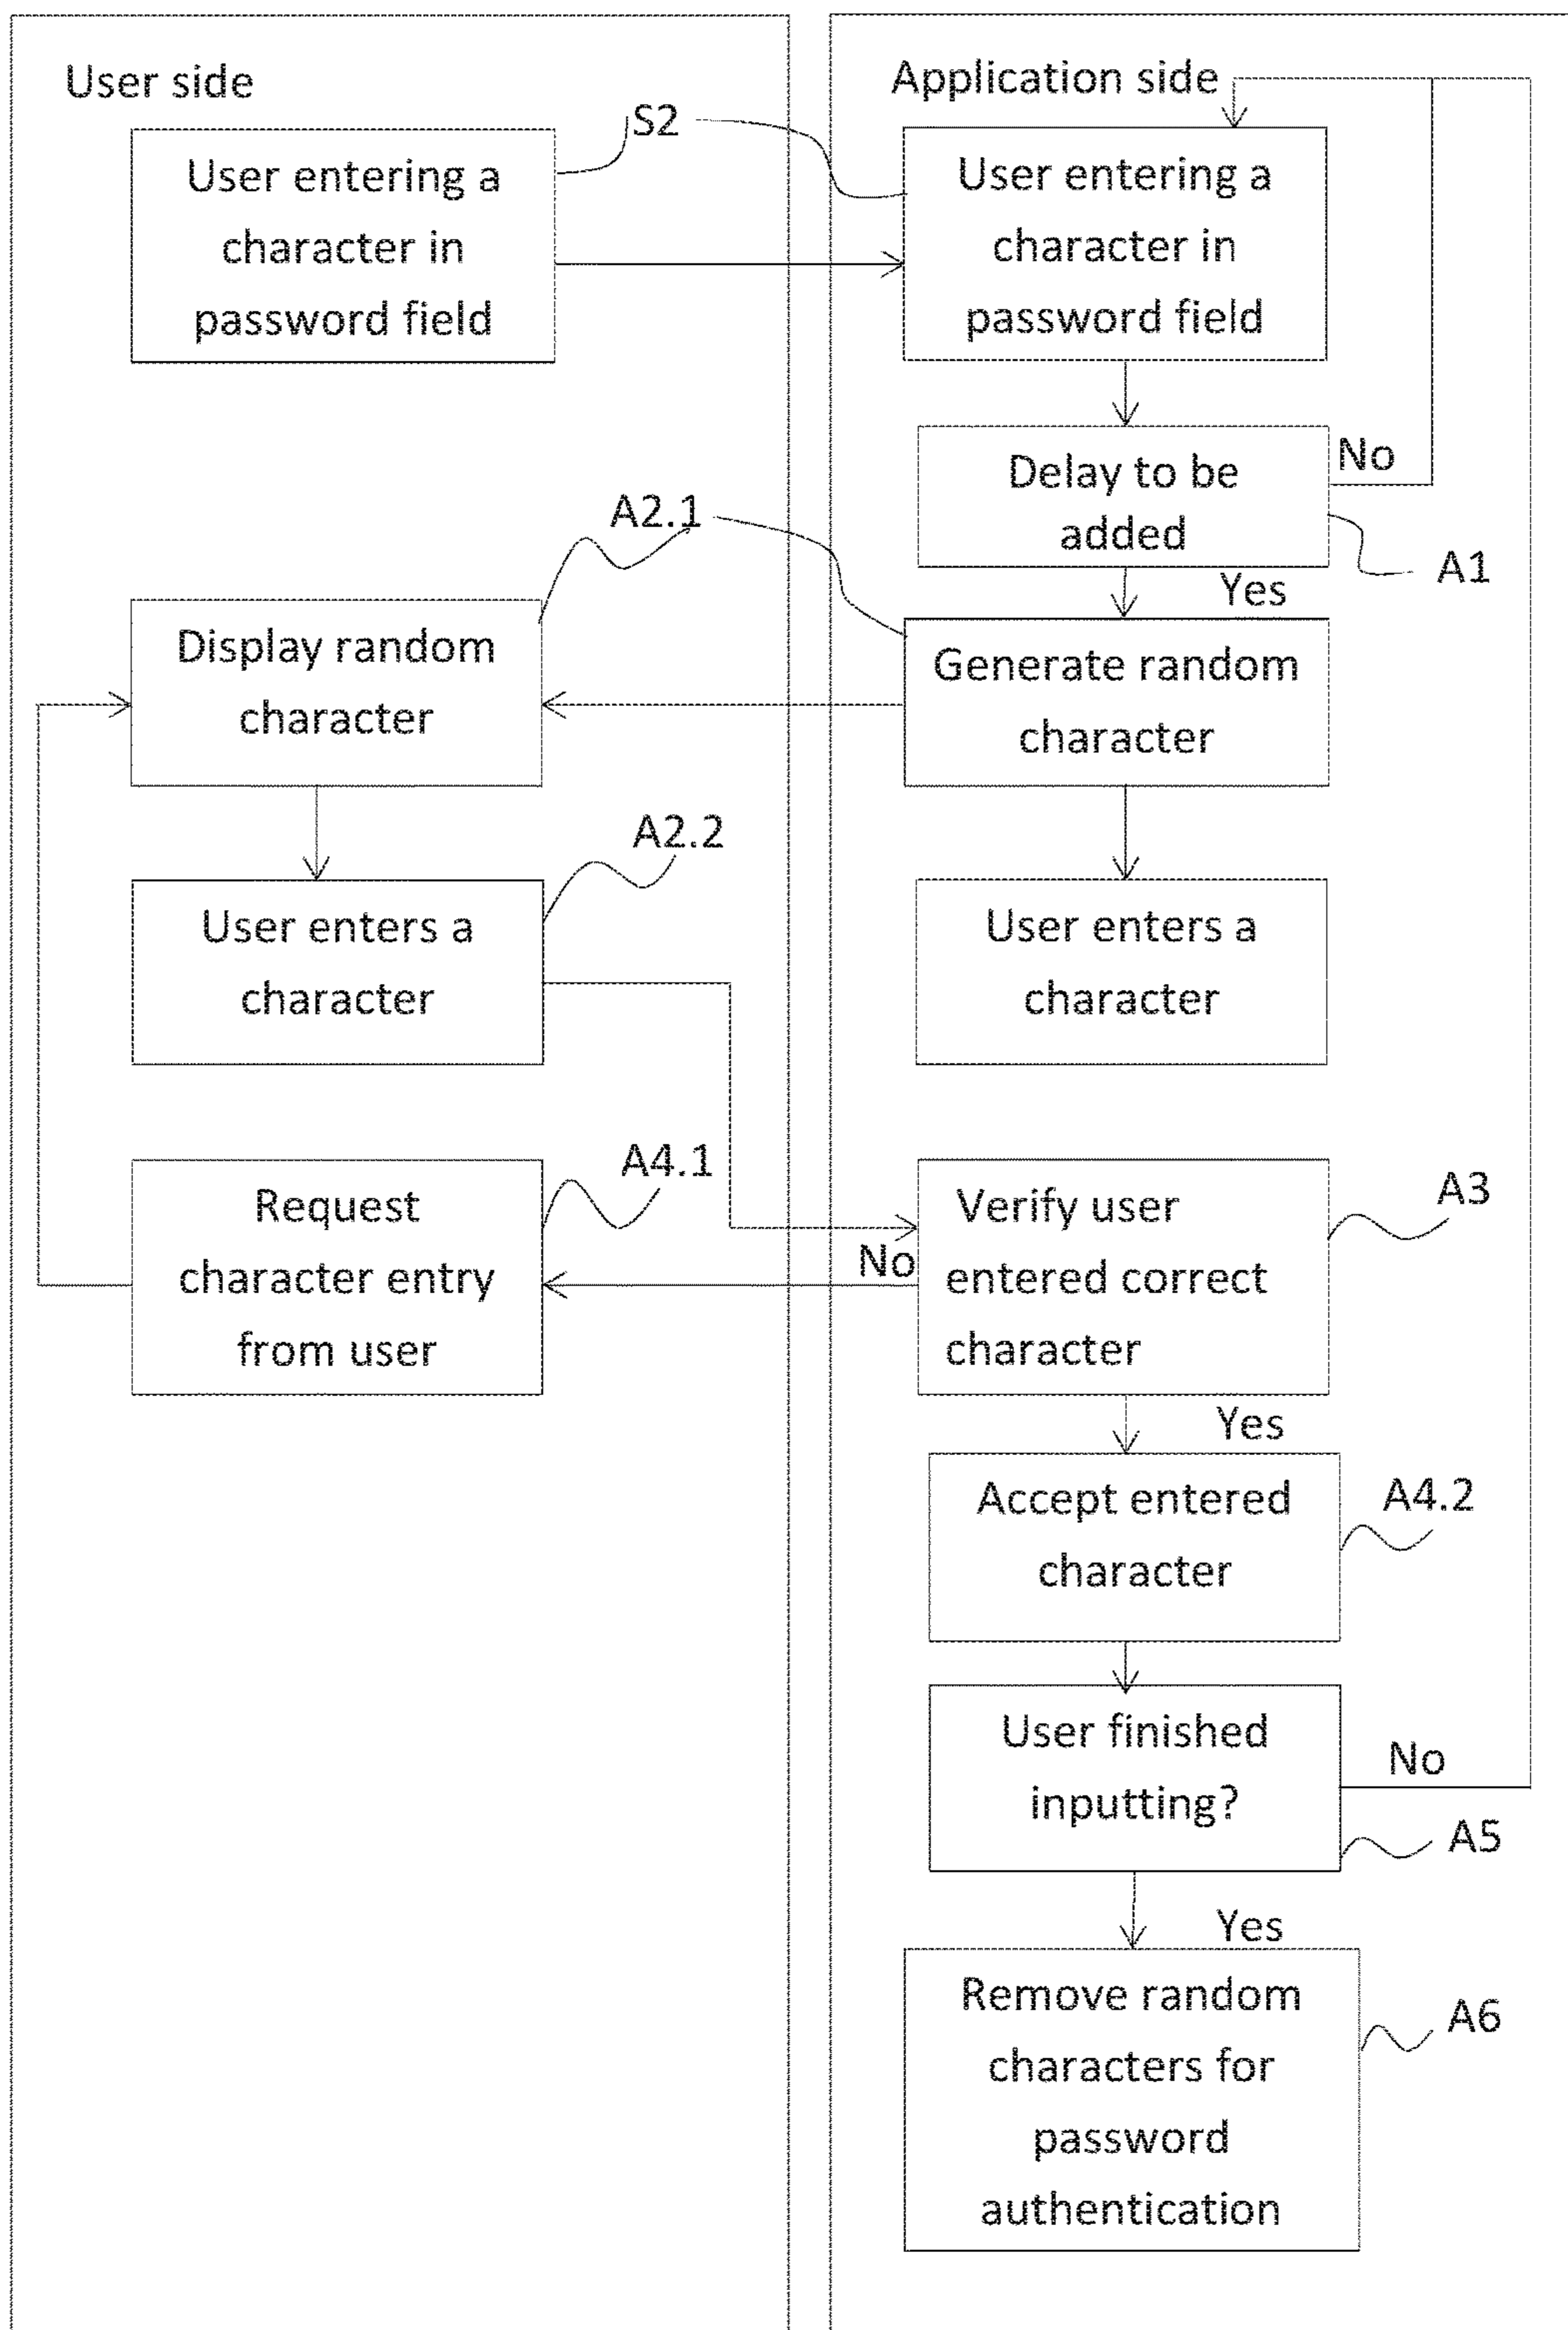 User side
Application side
S2
User entering a
character in
password field
User entering a
character in
password field
Delay to be
added
No
A1
Yes
A2.1
Display random
character
Generate random
character
A2.2
User enters a
character
User enters a
character
A4.1
Request
character entry
from user
No
Verify user
entered correct
character
A3
Yes
Accept entered
character
A4.2
User finished
inputting?
No
A5
Yes
Remove random
characters for
password
authentication
A6